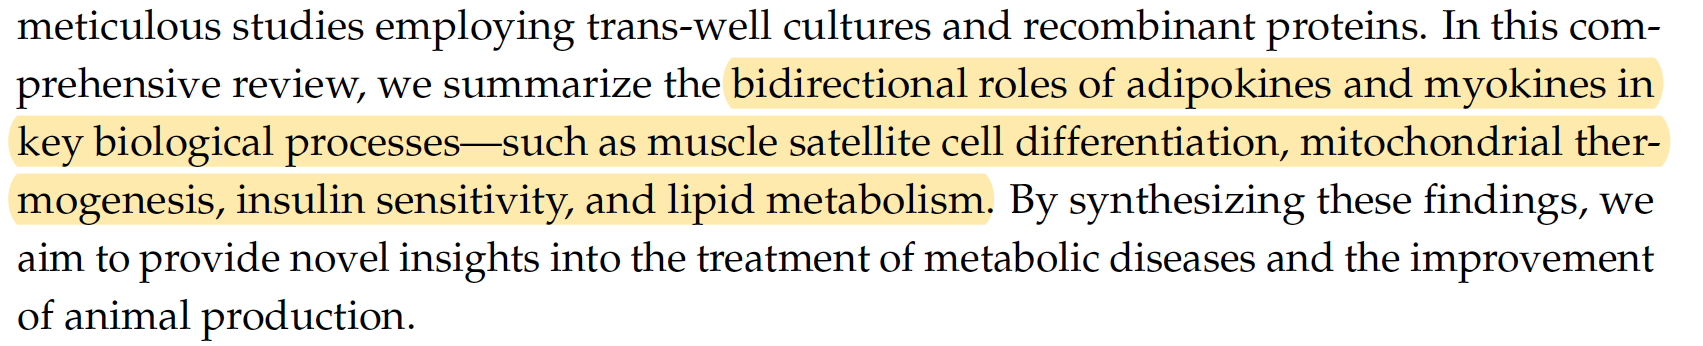 meticulous studies employing trans-well cultures and recombinant proteins. In this com-
prehensive review, we summarize the bidirectional roles of adipokines and myokines in
key biological processes—such as muscle satellite cell differentiation, mitochondrial ther-
mogenesis, insulin sensitivity, and lipid metabolism. By synthesizing these findings, we
aim to provide novel insights into the treatment of metabolic diseases and the improvement
of animal production.